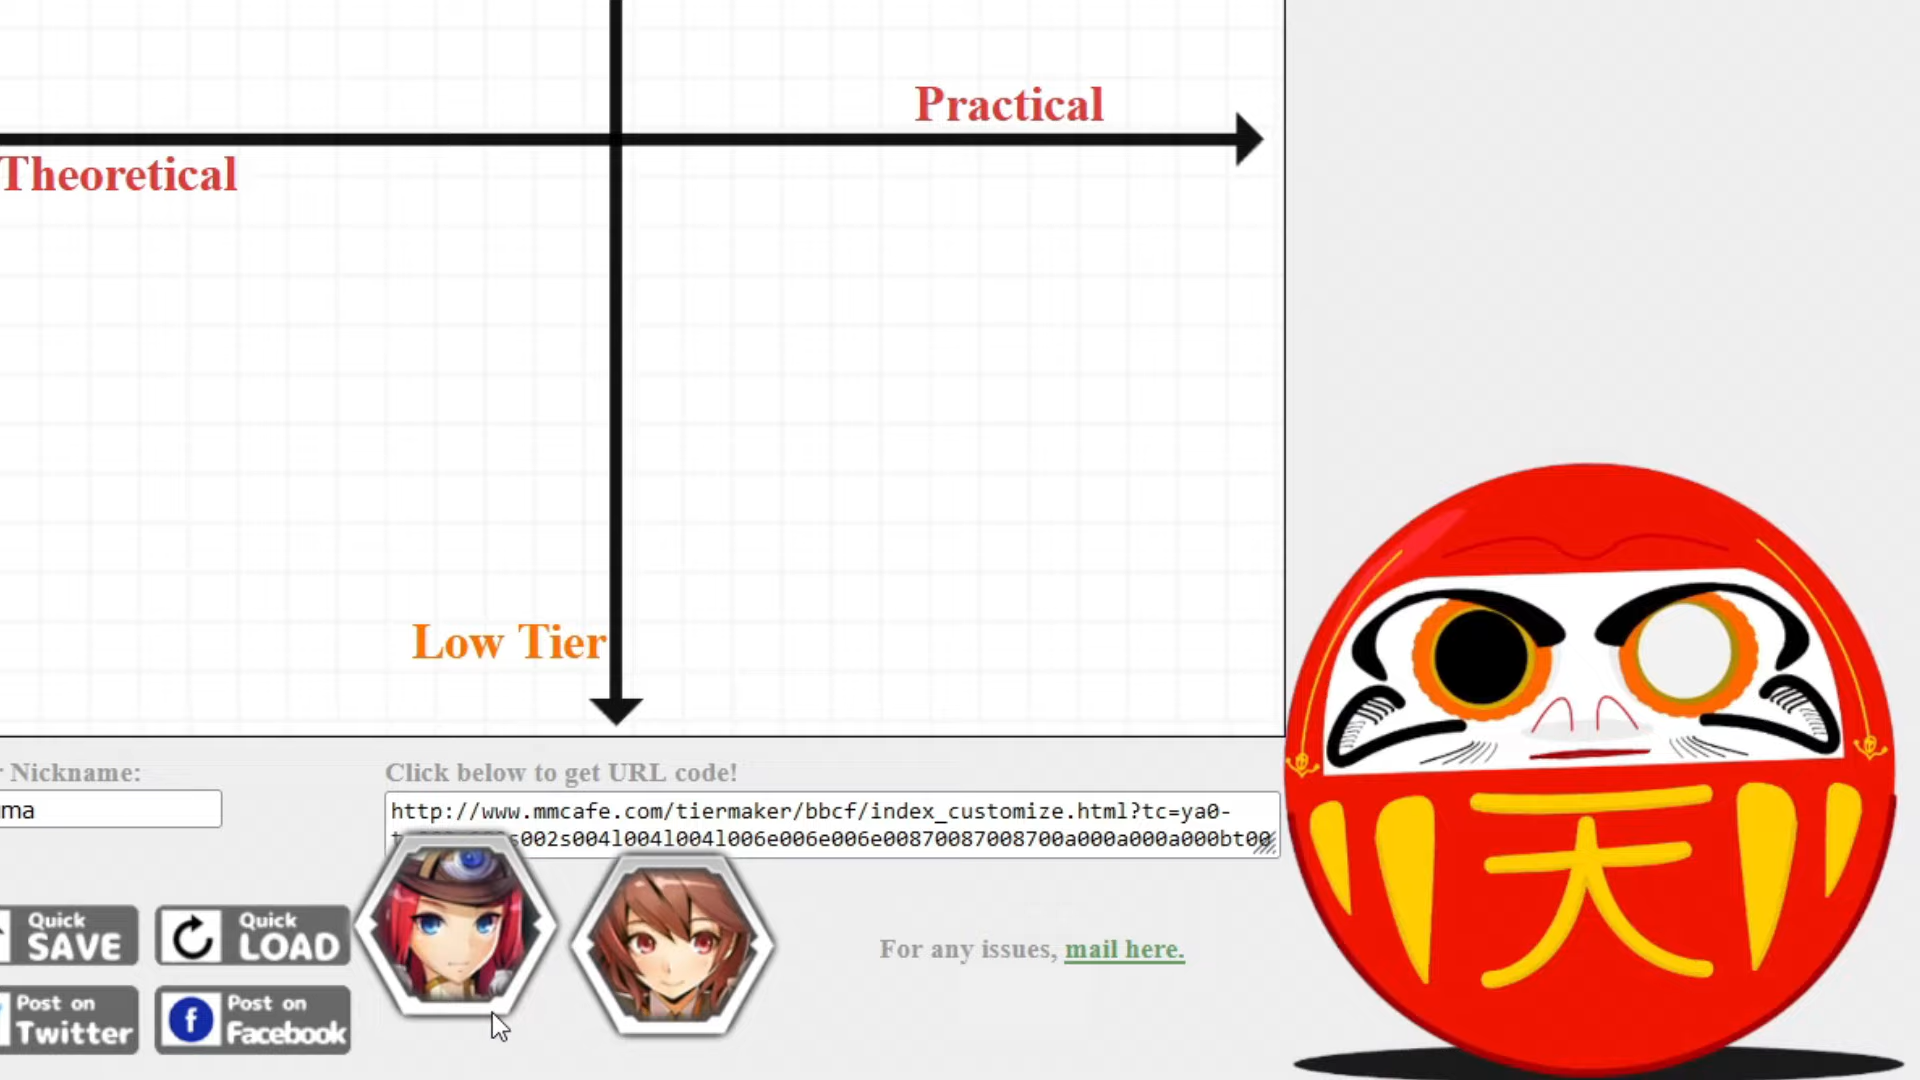 Practical
Theoretical
Low Tier
Nickname:
Click below to get URL code!
ma
http://www.mmcafe.com/tiermaker/bbcf/index_customize.html?tc=ya0-
s002s004l004l004l006e006e006e00870087008700a000a000a000bt00
Quick
SAVE
Quick
LOAD
For any issues, mail here.
Post on
Twitter
Post on
Facebook
天